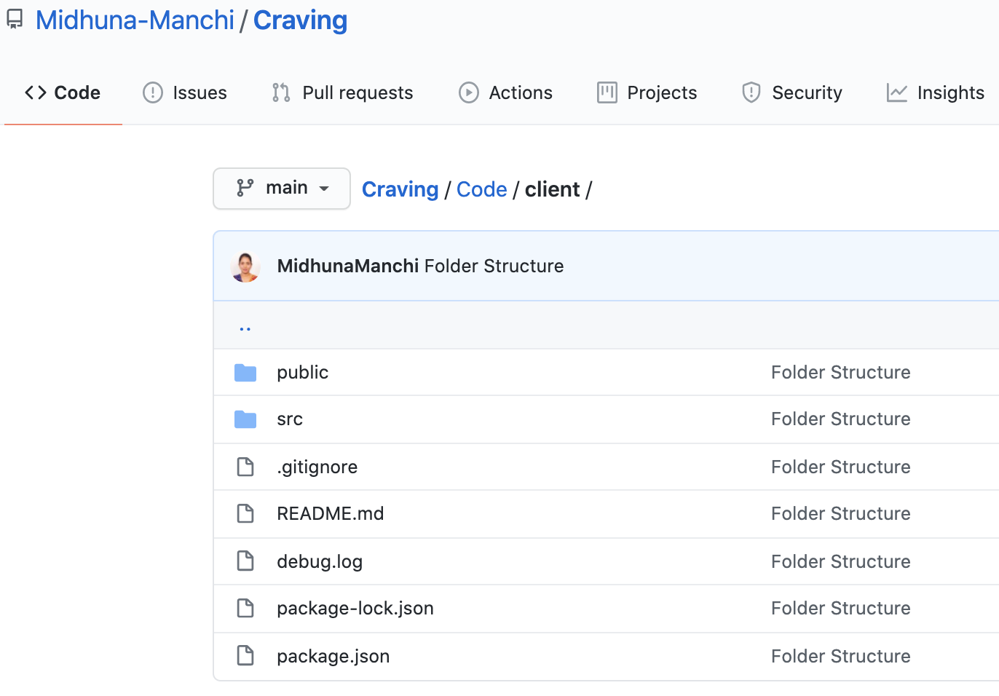 Midhuna-Manchi / Craving
Code Issues Pull requests Actions Projects Security Insights
main Craving / Code / client /
MidhunaManchi Folder Structure
..
public Folder Structure
src Folder Structure
.gitignore Folder Structure
README.md Folder Structure
debug.log Folder Structure
package-lock.json Folder Structure
package.json Folder Structure